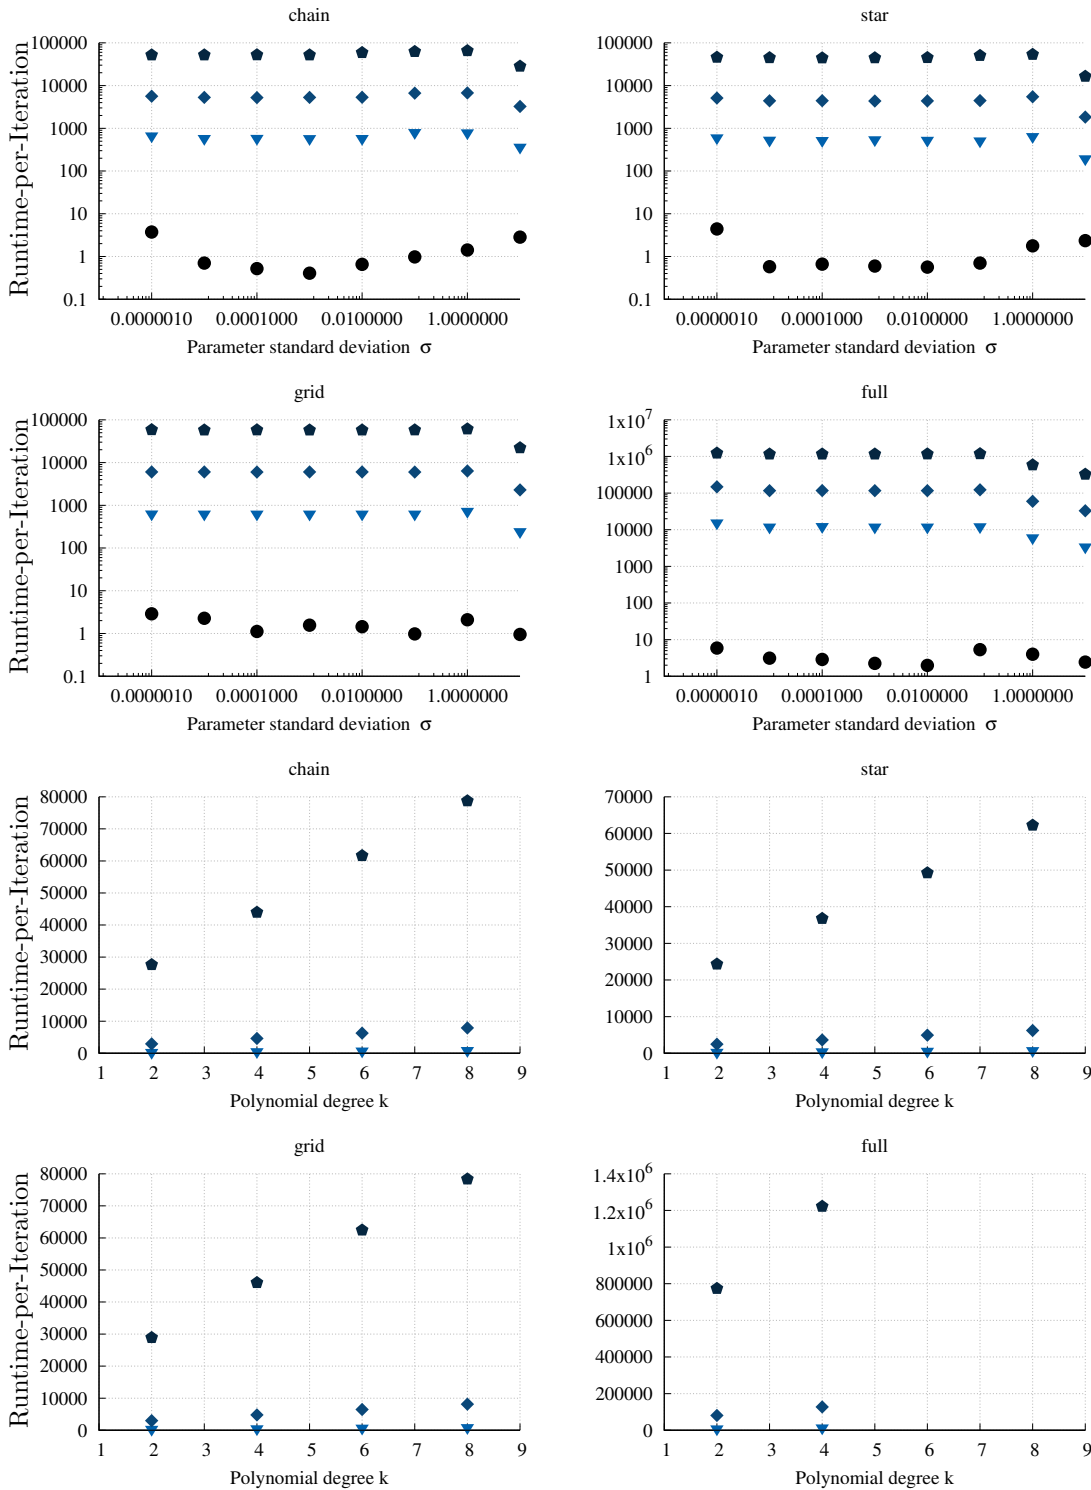 chain
Runtime-per-Iteration
100000
10000
1000
100
10
1
0.1
0.0000010 0.0001000 0.0100000 1.0000000
Parameter standard deviation σ
star
100000
10000
1000
100
10
1
0.1
0.0000010 0.0001000 0.0100000 1.0000000
Parameter standard deviation σ
grid
Runtime-per-Iteration
100000
10000
1000
100
10
1
0.1
0.0000010 0.0001000 0.0100000 1.0000000
Parameter standard deviation σ
full
1x10^7
1x10^6
100000
10000
1000
100
10
1
0.0000010 0.0001000 0.0100000 1.0000000
Parameter standard deviation σ
chain
Runtime-per-Iteration
80000
70000
60000
50000
40000
30000
20000
10000
0
1 2 3 4 5 6 7 8 9
Polynomial degree k
star
70000
60000
50000
40000
30000
20000
10000
0
1 2 3 4 5 6 7 8 9
Polynomial degree k
grid
Runtime-per-Iteration
80000
70000
60000
50000
40000
30000
20000
10000
0
1 2 3 4 5 6 7 8 9
Polynomial degree k
full
1.4x10^6
1.2x10^6
1x10^6
800000
600000
400000
200000
0
1 2 3 4 5 6 7 8 9
Polynomial degree k